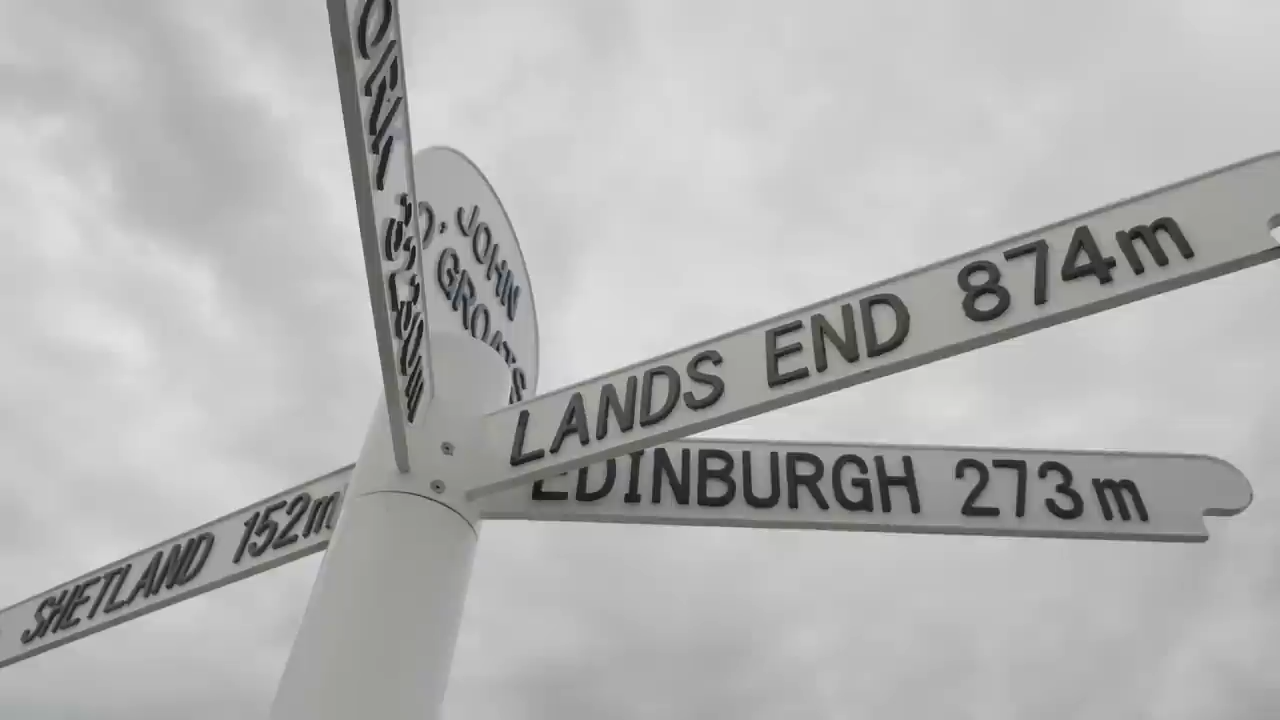 JOHN
O' GROATS
LANDS END 874m
EDINBURGH 273m
SHETLAND 152m